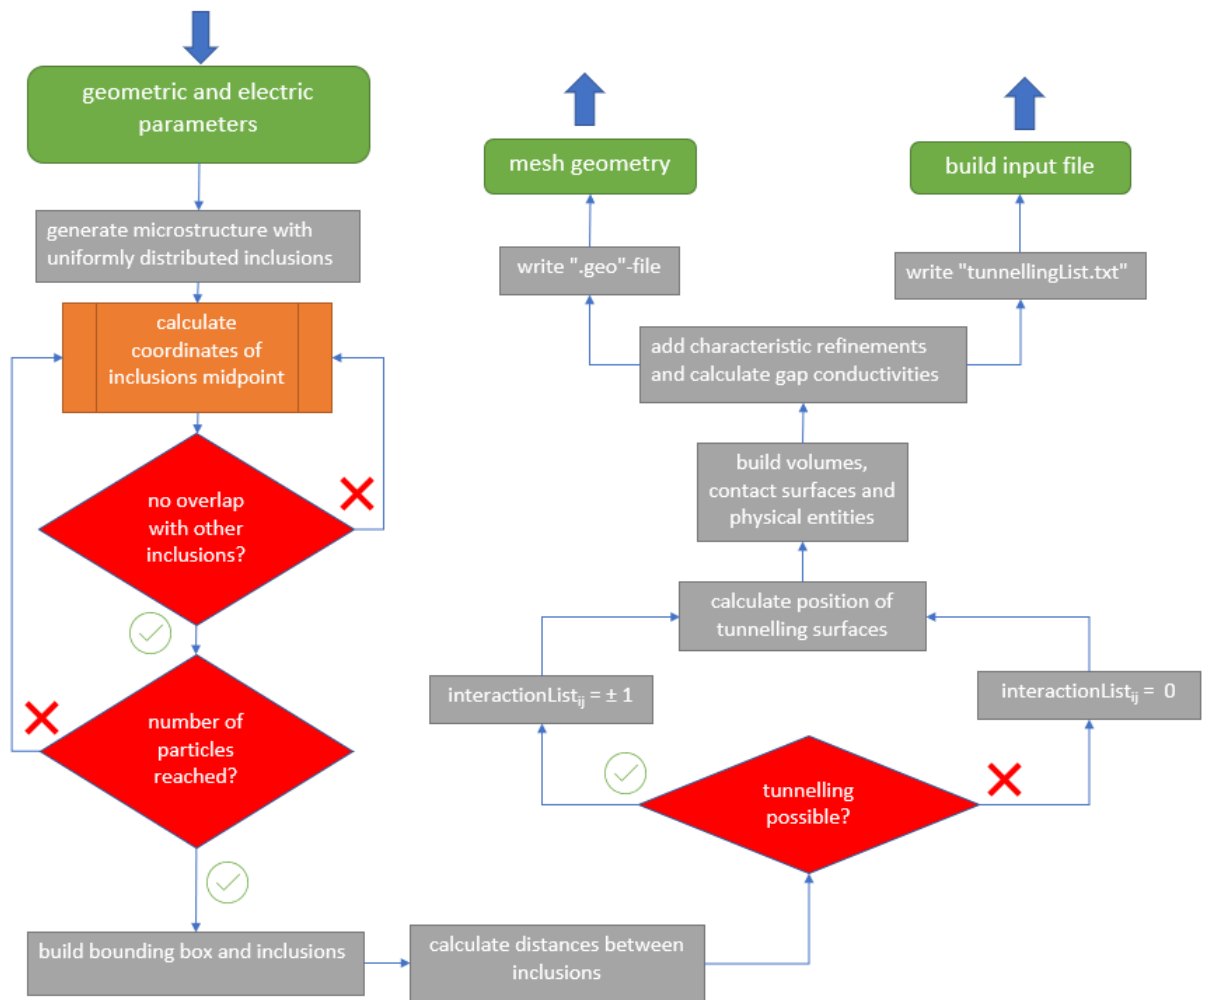 geometric and electric
parameters
generate microstructure with
uniformly distributed inclusions
calculate
coordinates of
inclusions midpoint
no overlap
with other
inclusions?
number of
particles
reached?
build bounding box and inclusions
calculate distances between
inclusions
tunnelling
possible?
interactionListij = ± 1
interactionListij = 0
calculate position of
tunnelling surfaces
build volumes,
contact surfaces and
physical entities
add characteristic refinements
and calculate gap conductivities
write ".geo"-file
write "tunnellingList.txt"
mesh geometry
build input file